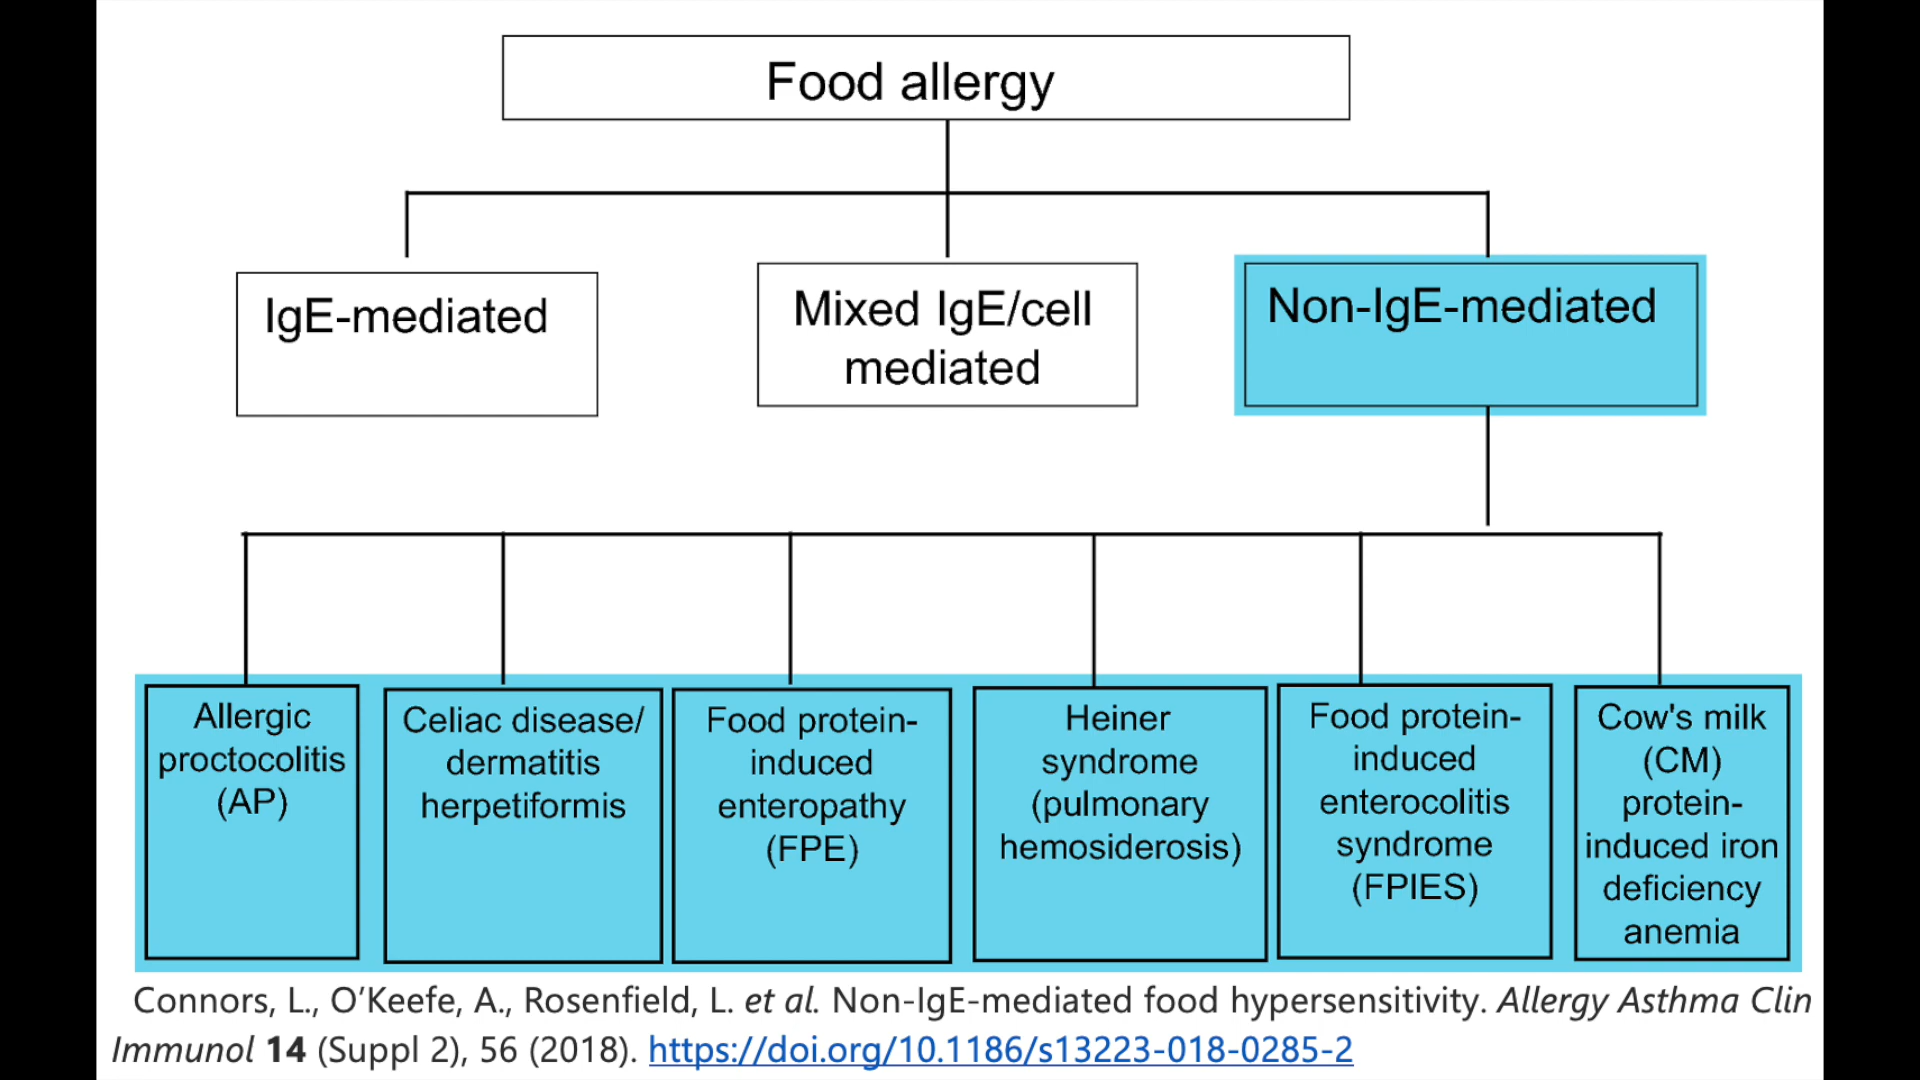 Food allergy
IgE-mediated
Mixed IgE/cell
mediated
Non-IgE-mediated
Allergic
proctocolitis
(AP)
Celiac disease/
dermatitis
herpetiformis
Food protein-
induced
enteropathy
(FPE)
Heiner
syndrome
(pulmonary
hemosiderosis)
Food protein-
induced
enterocolitis
syndrome
(FPIES)
Cow's milk
(CM)
protein-
induced iron
deficiency
anemia
Connors, L., O’Keefe, A., Rosenfield, L. et al. Non-IgE-mediated food hypersensitivity. Allergy Asthma Clin
Immunol 14 (Suppl 2), 56 (2018). https://doi.org/10.1186/s13223-018-0285-2